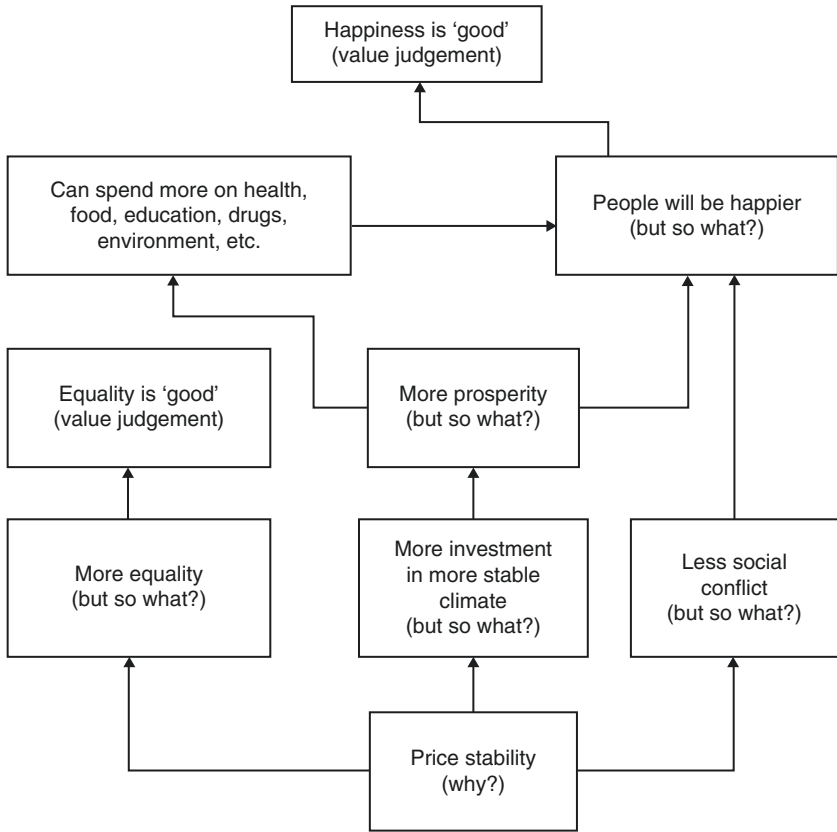 Happiness is ‘good’
(value judgement)
Can spend more on health,
food, education, drugs,
environment, etc.
People will be happier
(but so what?)
Equality is ‘good’
(value judgement)
More prosperity
(but so what?)
More equality
(but so what?)
More investment
in more stable
climate
(but so what?)
Less social
conflict
(but so what?)
Price stability
(why?)